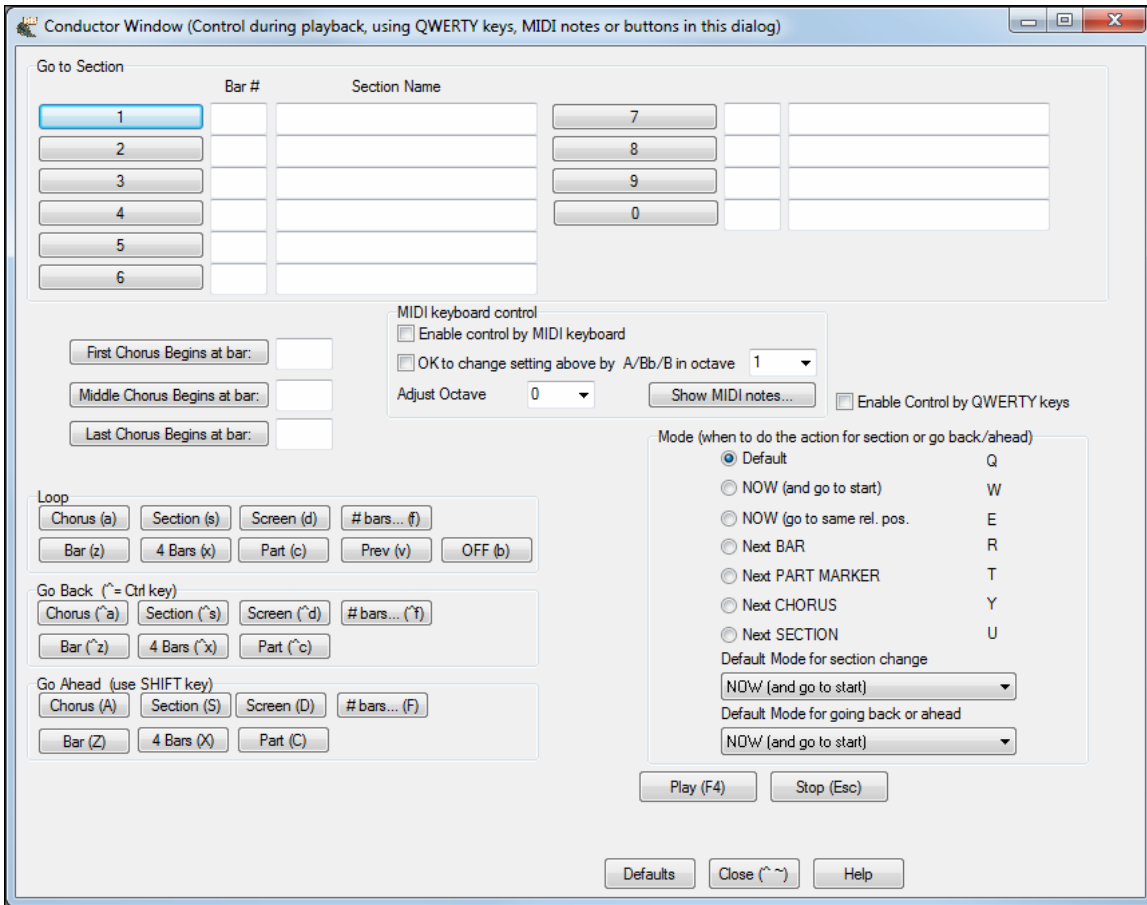 Conductor Window (Control during playback, using QWERTY keys, MIDI notes or buttons in this dialog)
Go to Section
Bar # Section Name
1 7
2 8
3 9
4 0
5
6
MIDI keyboard control
Enable control by MIDI keyboard
First Chorus Begins at bar: OK to change setting above by A/Bb/B in octave 1
Middle Chorus Begins at bar: Adjust Octave 0 Show MIDI notes... Enable Control by QWERTY keys
Last Chorus Begins at bar:
Mode (when to do the action for section or go back/ahead)
Default Q
NOW (and go to start) W
NOW (go to same rel. pos. E
Next BAR R
Next PART MARKER T
Next CHORUS Y
Next SECTION U
Default Mode for section change
NOW (and go to start)
Default Mode for going back or ahead
NOW (and go to start)
Loop
Chorus (a) Section (s) Screen (d) # bars... (f)
Bar (z) 4 Bars (x) Part (c) Prev (v) OFF (b)
Go Back (^= Ctrl key)
Chorus (^a) Section (^s) Screen (^d) # bars... (^f)
Bar (^z) 4 Bars (^x) Part (^c)
Go Ahead (use SHIFT key)
Chorus (A) Section (S) Screen (D) # bars... (F)
Bar (Z) 4 Bars (X) Part (C)
Play (F4) Stop (Esc)
Defaults Close (^ ~) Help